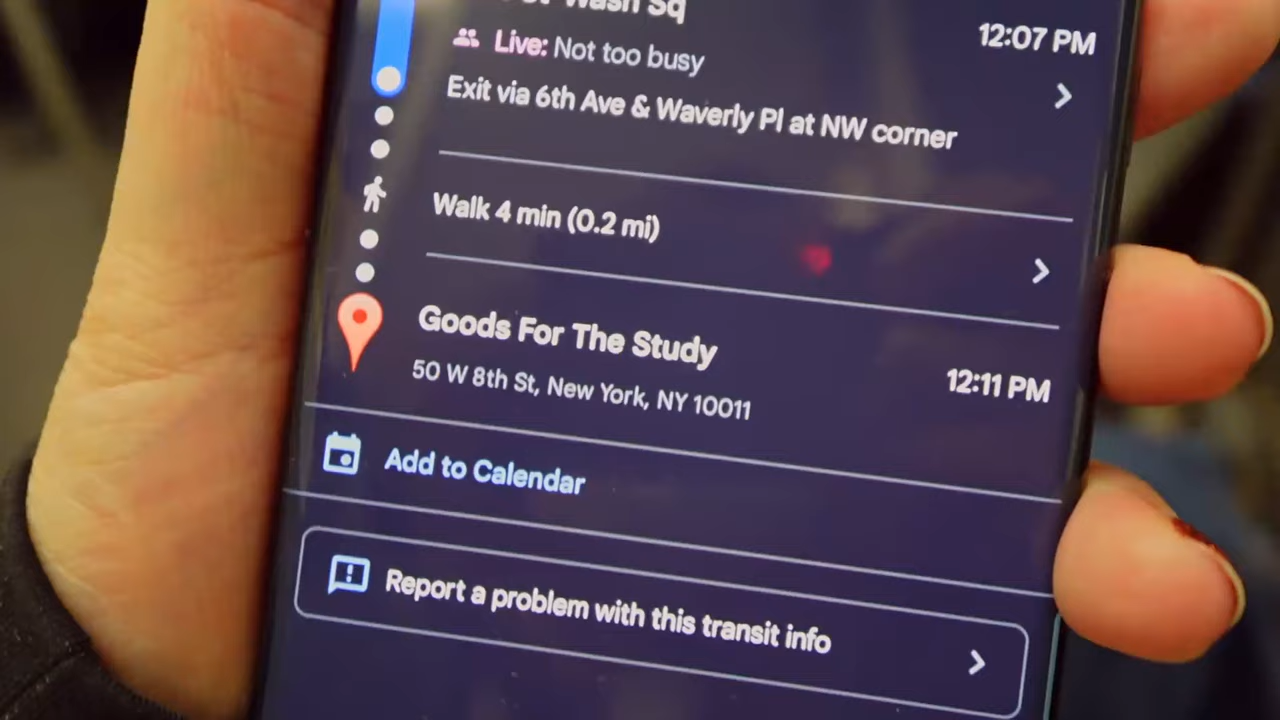 Wash Sq
12:07 PM
Live: Not too busy
Exit via 6th Ave & Waverly Pl at NW corner
Walk 4 min (0.2 mi)
Goods For The Study
12:11 PM
50 W 8th St, New York, NY 10011
Add to Calendar
Report a problem with this transit info